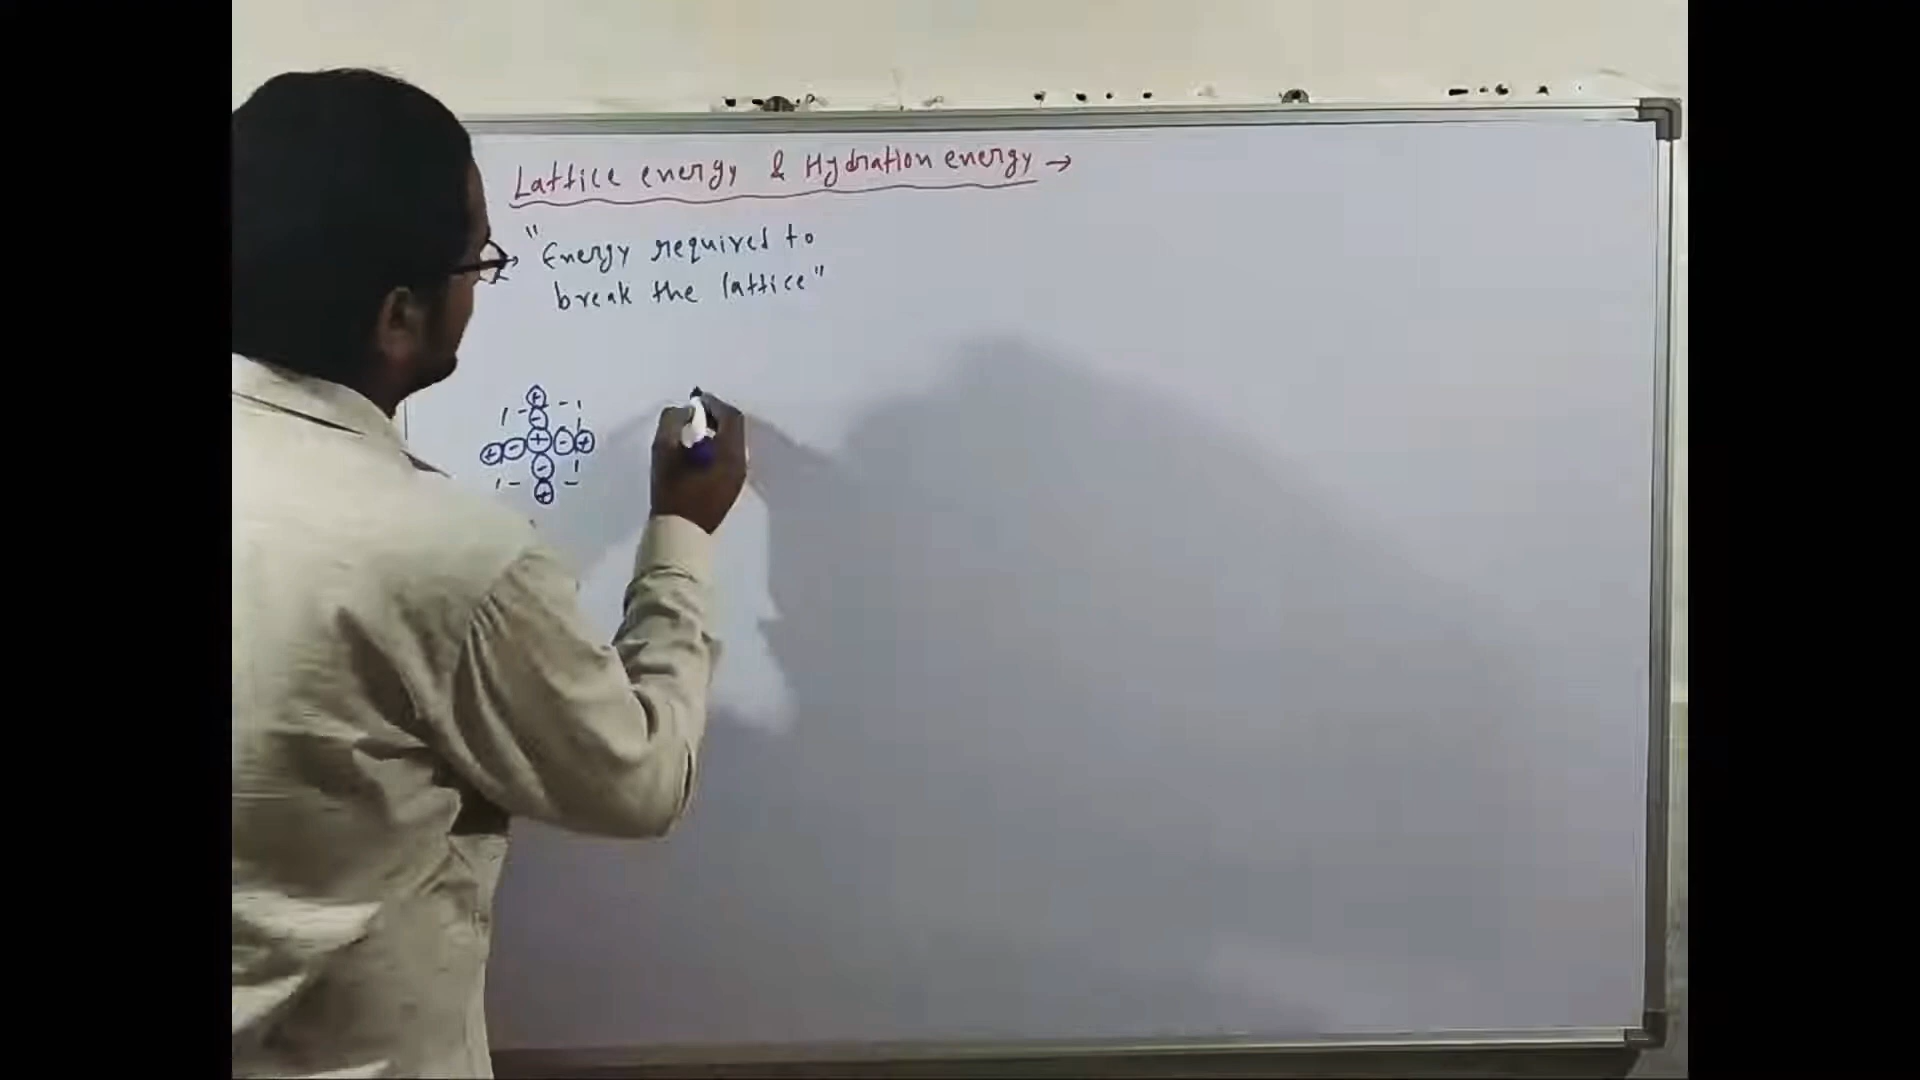 Lattice energy & Hydration energy →
→ "Energy required to
break the lattice"
+
-
+ - + - +
-
+